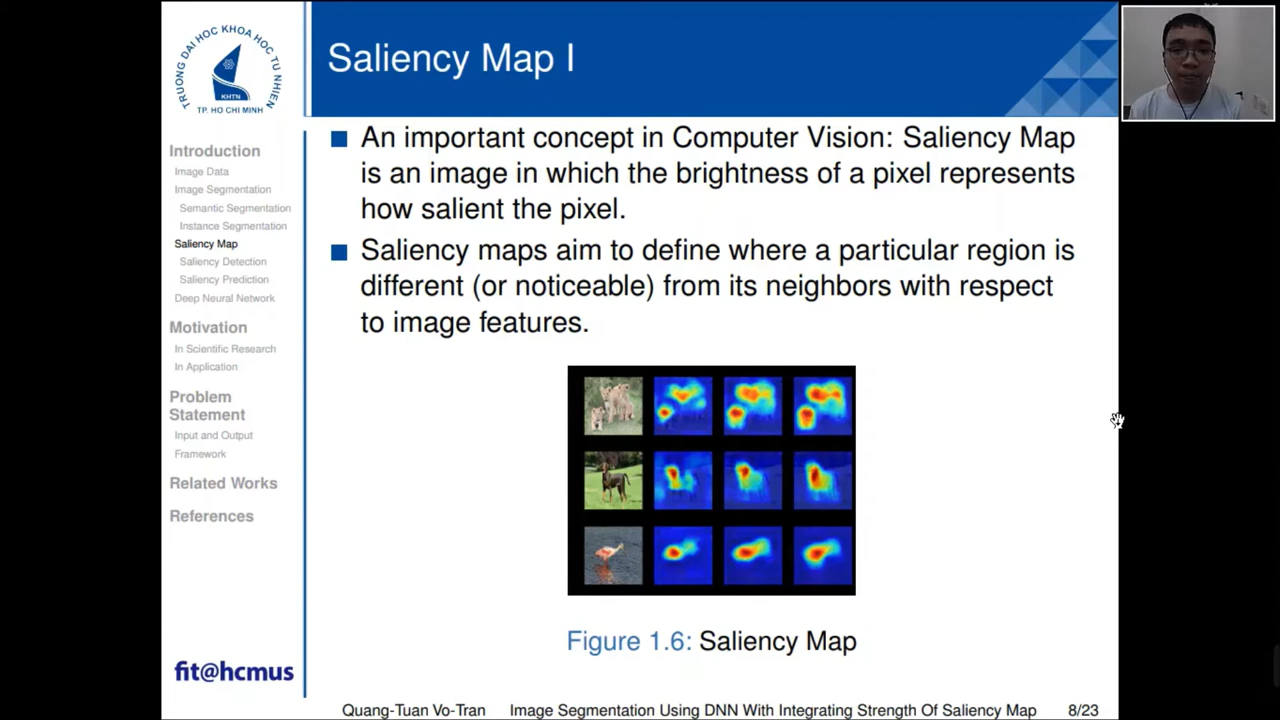 TRƯỜNG ĐẠI HỌC KHOA HỌC TỰ NHIÊN
KHTN
TP. HỒ CHÍ MINH
Saliency Map I
Introduction
Image Data
Image Segmentation
Semantic Segmentation
Instance Segmentation
Saliency Map
Saliency Detection
Saliency Prediction
Deep Neural Network
Motivation
In Scientific Research
In Application
Problem
Statement
Input and Output
Framework
Related Works
References
fit@hcmus
An important concept in Computer Vision: Saliency Map
is an image in which the brightness of a pixel represents
how salient the pixel.
Saliency maps aim to define where a particular region is
different (or noticeable) from its neighbors with respect
to image features.
Figure 1.6: Saliency Map
Quang-Tuan Vo-Tran Image Segmentation Using DNN With Integrating Strength Of Saliency Map 8/23